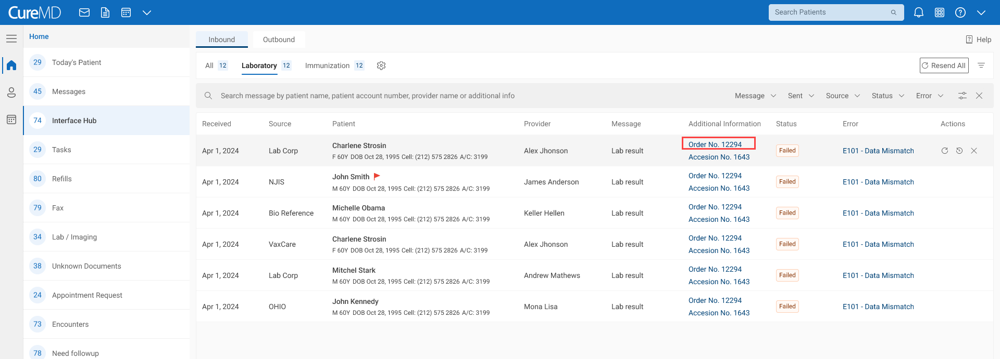 CureMD
Search Patients
Home
Inbound Outbound
Help
29 Today's Patient
45 Messages
74 Interface Hub
29 Tasks
80 Refills
79 Fax
34 Lab / Imaging
38 Unknown Documents
24 Appointment Request
73 Encounters
78 Need followup
All 12 Laboratory 12 Immunization 12
Resend All
Search message by patient name, patient account number, provider name or additional info
Message Sent Source Status Error
Received Source Patient Provider Message Additional Information Status Error Actions
Apr 1, 2024 Lab Corp Charlene Strosin
F 60Y DOB Oct 28, 1995 Cell: (212) 575 2826 A/C: 3199
Alex Jhonson Lab result Order No. 12294
Accesion No. 1643
Failed E101 - Data Mismatch
Apr 1, 2024 NJIS John Smith
M 60Y DOB Oct 28, 1995 Cell: (212) 575 2826 A/C: 3199
James Anderson Lab result Order No. 12294
Accesion No. 1643
Failed E101 - Data Mismatch
Apr 1, 2024 Bio Reference Michelle Obama
M 60Y DOB Oct 28, 1995 Cell: (212) 575 2826 A/C: 3199
Keller Hellen Lab result Order No. 12294
Accesion No. 1643
Failed E101 - Data Mismatch
Apr 1, 2024 VaxCare Charlene Strosin
F 60Y DOB Oct 28, 1995 Cell: (212) 575 2826 A/C: 3199
Alex Jhonson Lab result Order No. 12294
Accesion No. 1643
Failed E101 - Data Mismatch
Apr 1, 2024 Lab Corp Mitchel Stark
M 60Y DOB Oct 28, 1995 Cell: (212) 575 2826 A/C: 3199
Andrew Mathews Lab result Order No. 12294
Accesion No. 1643
Failed E101 - Data Mismatch
Apr 1, 2024 OHIO John Kennedy
M 60Y DOB Oct 28, 1995 Cell: (212) 575 2826 A/C: 3199
Mona Lisa Lab result Order No. 12294
Accesion No. 1643
Failed E101 - Data Mismatch